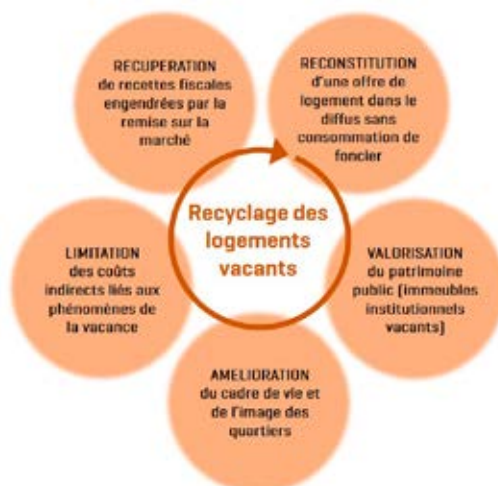 RECUPERATION
de recettes fiscales
engendrées par la
remise sur la
marché
RECONSTITUTION
d'une offre de
logement dans le
diffus sans
consommation de
foncier
Recyclage des
logements
vacants
LIMITATION
des coûts
indirects liés aux
phénomènes de
la vacance
VALORISATION
du patrimoine
public (immeubles
institutionnels
vacants)
AMELIORATION
du cadre de vie et
de l'image des
quartiers